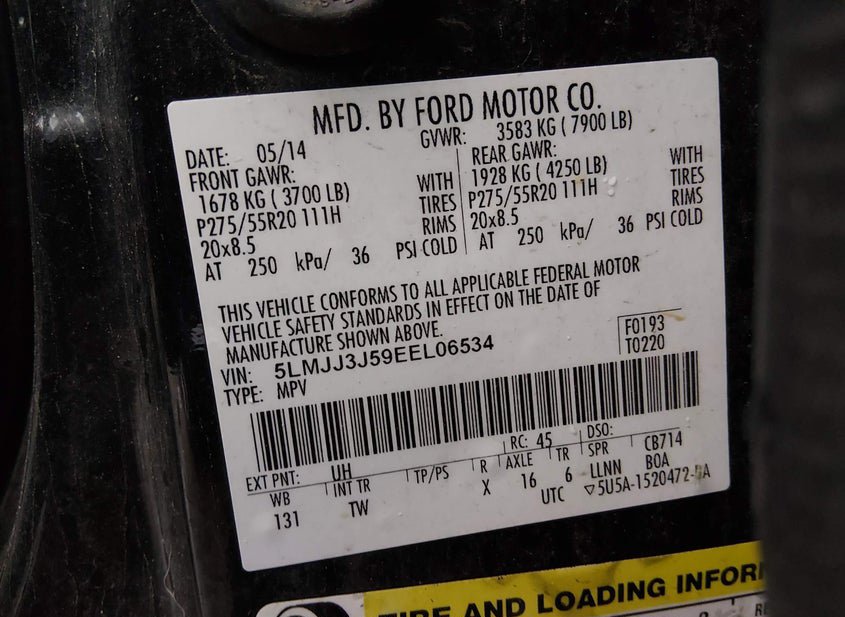 MFD. BY FORD MOTOR CO.
DATE: 05/14 GVWR: 3583 KG ( 7900 LB)
FRONT GAWR: REAR GAWR:
1678 KG ( 3700 LB) WITH 1928 KG ( 4250 LB) WITH
P275/55R20 111H TIRES P275/55R20 111H TIRES
20x8.5 RIMS 20x8.5 RIMS
AT 250 kPa/ 36 PSI COLD AT 250 kPa/ 36 PSI COLD
THIS VEHICLE CONFORMS TO ALL APPLICABLE FEDERAL MOTOR
VEHICLE SAFETY STANDARDS IN EFFECT ON THE DATE OF
MANUFACTURE SHOWN ABOVE.
F0193
VIN: 5LMJJ3J59EEL06534
T0220
TYPE: MPV
EXT PNT: UH RC: 45 DSO:
WB INT TR TP/PS R AXLE TR SPR CB714
131 TW X 16 6 LLNN BOA
UTC ▽5U5A-1520472-
TIRE AND LOADING